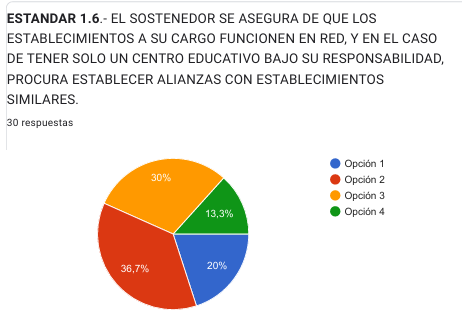 ESTANDAR 1.6.- EL SOSTENEDOR SE ASEGURA DE QUE LOS
ESTABLECIMIENTOS A SU CARGO FUNCIONEN EN RED, Y EN EL CASO
DE TENER SOLO UN CENTRO EDUCATIVO BAJO SU RESPONSABILIDAD,
PROCURA ESTABLECER ALIANZAS CON ESTABLECIMIENTOS
SIMILARES.
30 respuestas
Opción 1
Opción 2
Opción 3
Opción 4
30%
13,3%
36,7%
20%